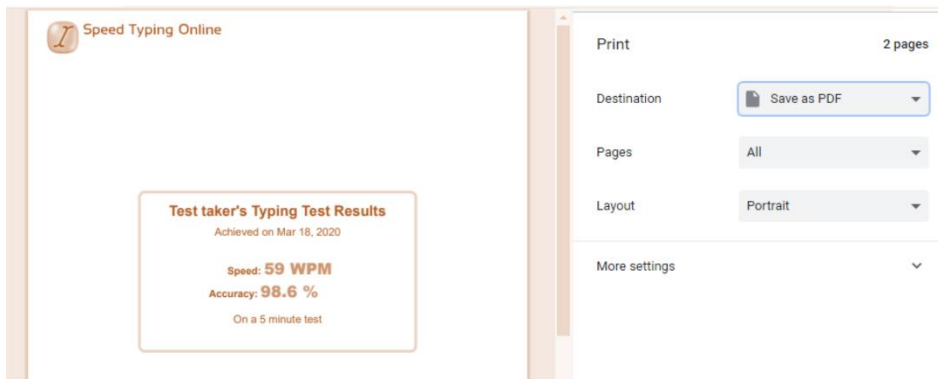 Speed Typing Online
Test taker's Typing Test Results
Achieved on Mar 18, 2020
Speed: 59 WPM
Accuracy: 98.6 %
On a 5 minute test
Print 2 pages
Destination Save as PDF
Pages All
Layout Portrait
More settings